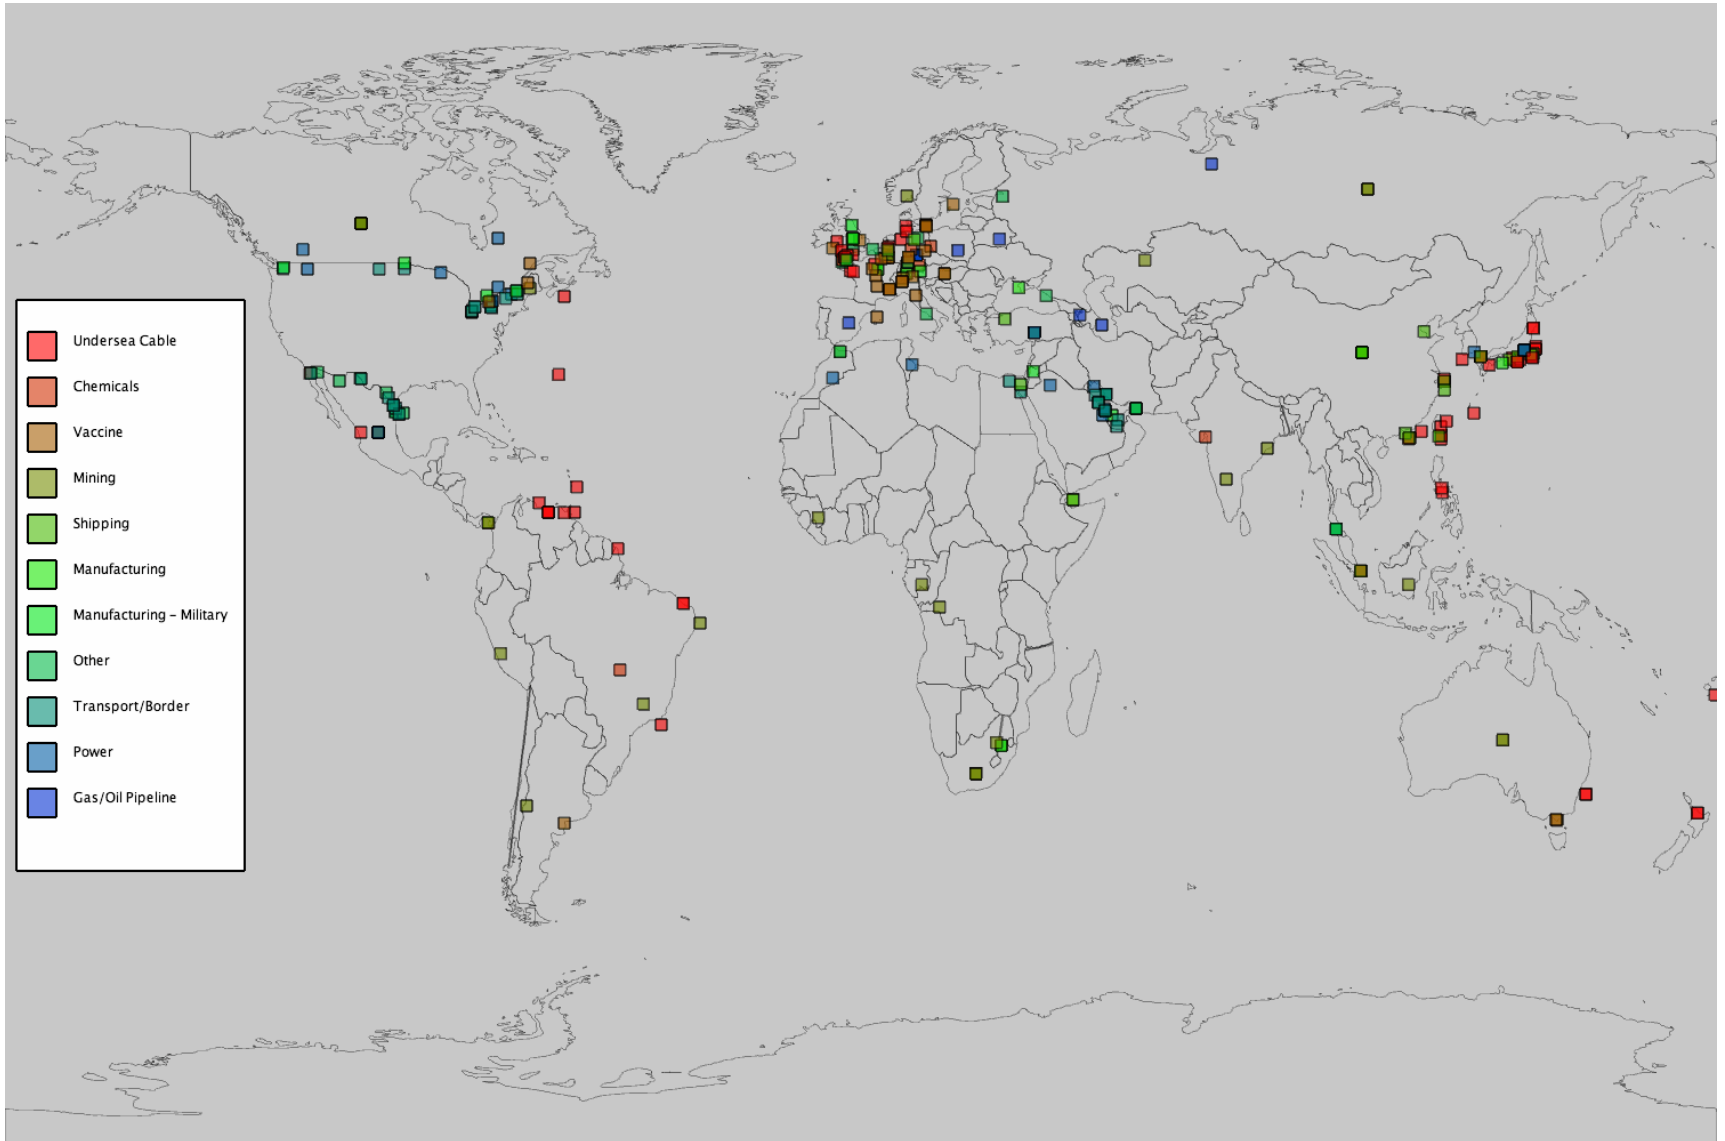 Undersea Cable
Chemicals
Vaccine
Mining
Shipping
Manufacturing
Manufacturing – Military
Other
Transport/Border
Power
Gas/Oil Pipeline